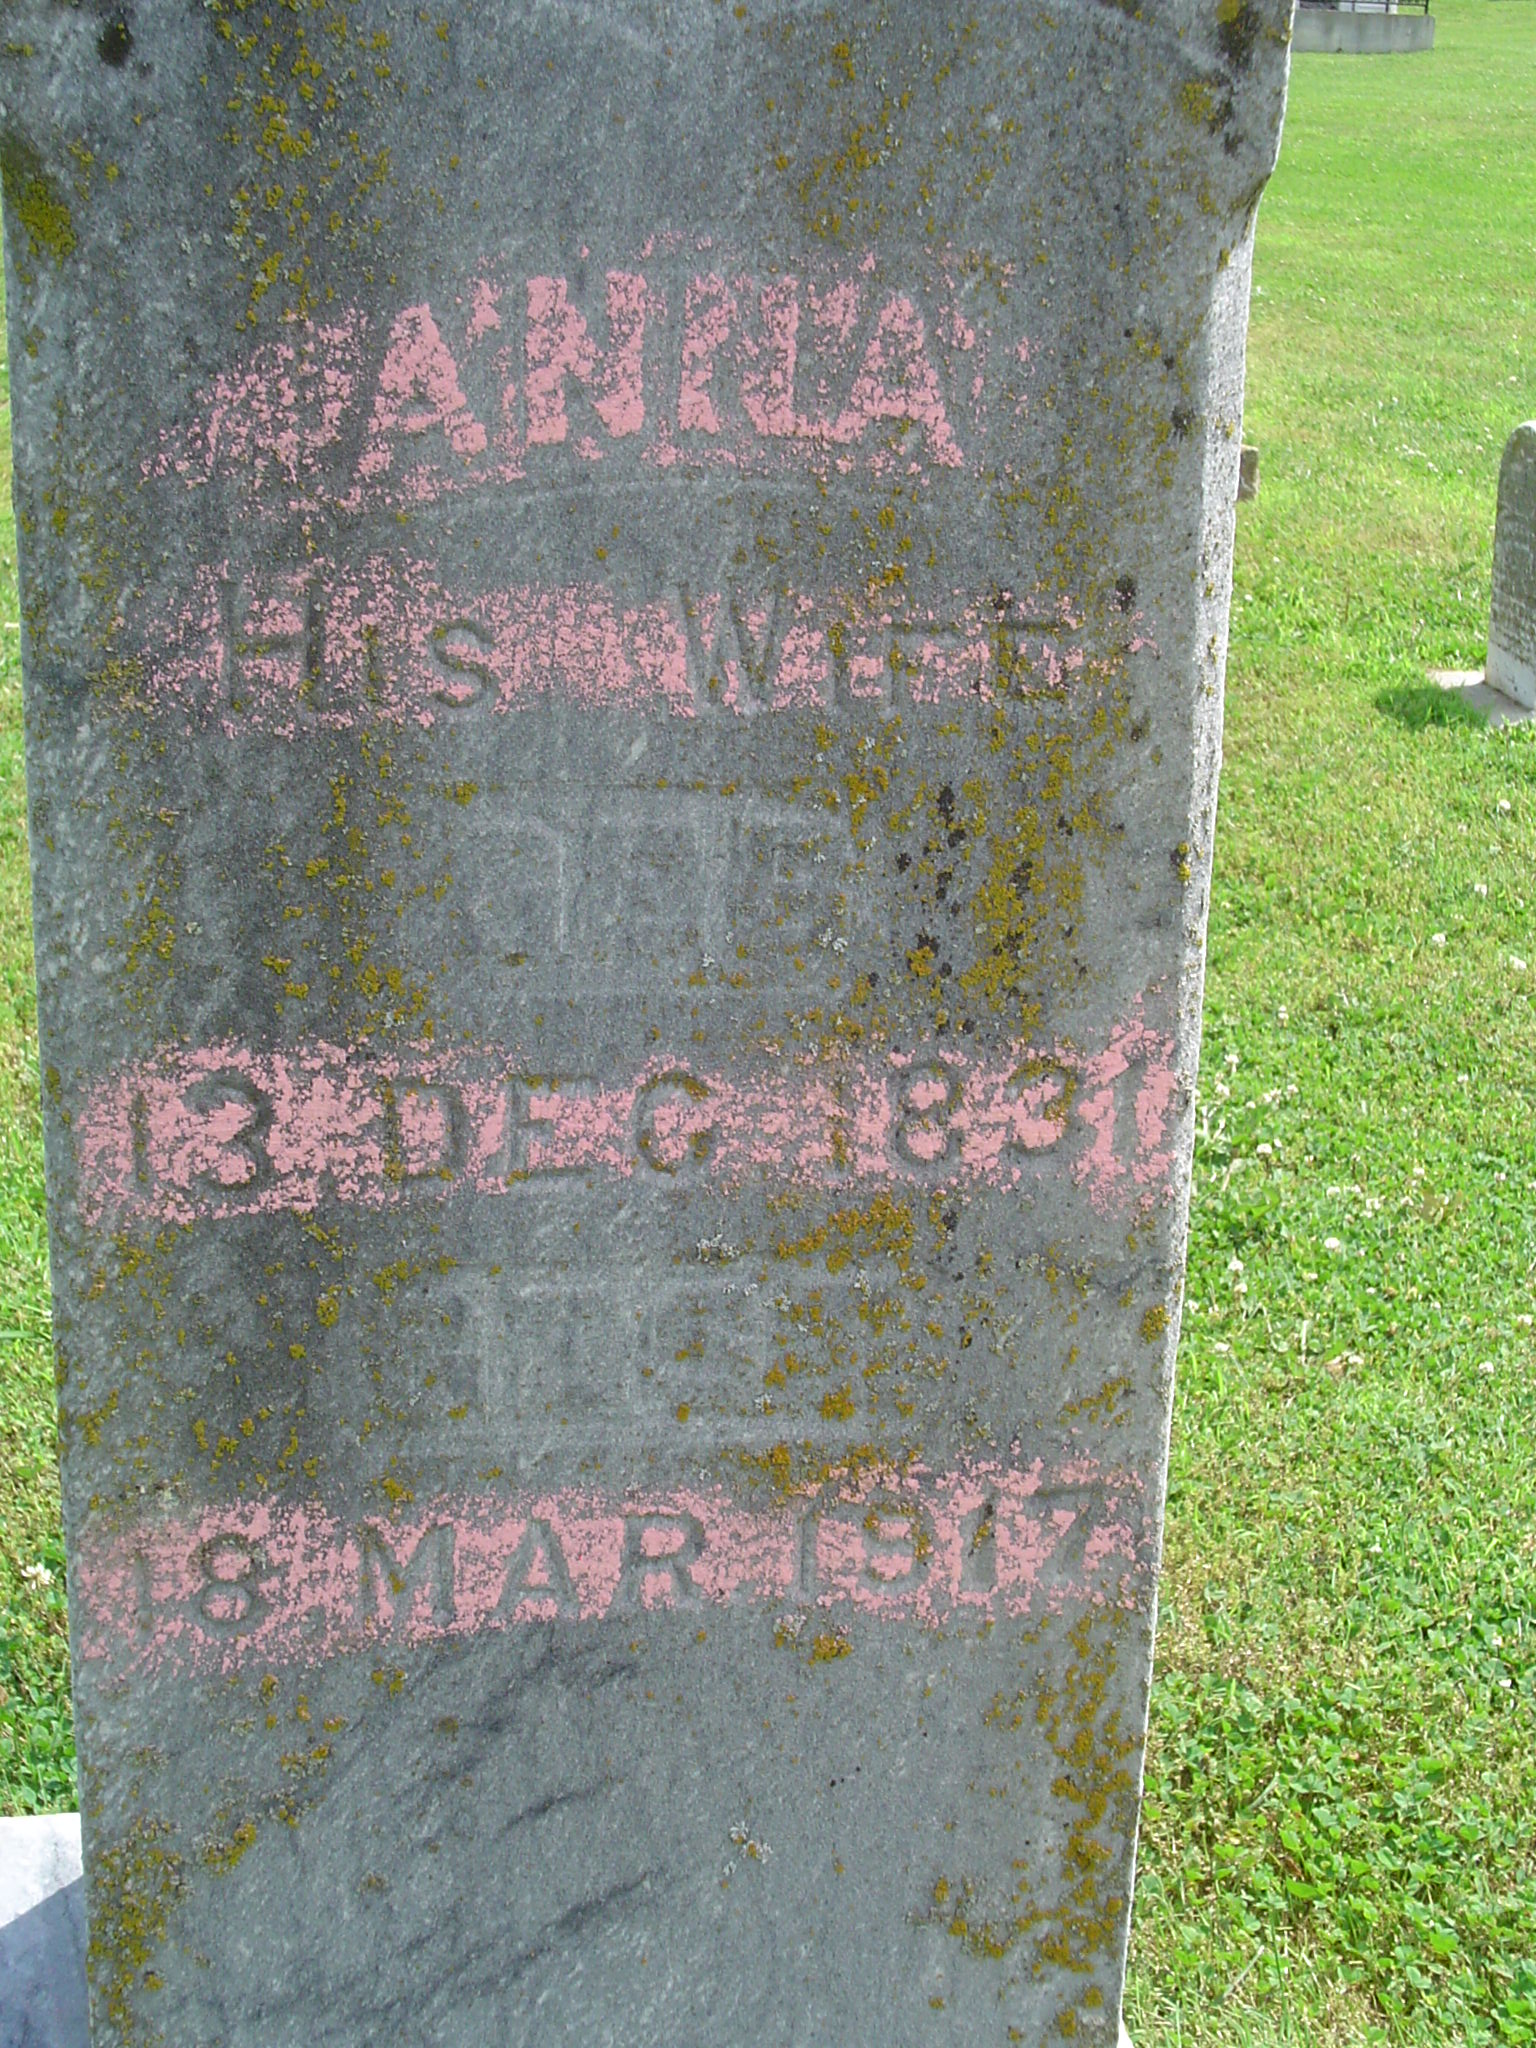 ANNA
HIS WIFE
13 DEC 1831
18 MAR 1917